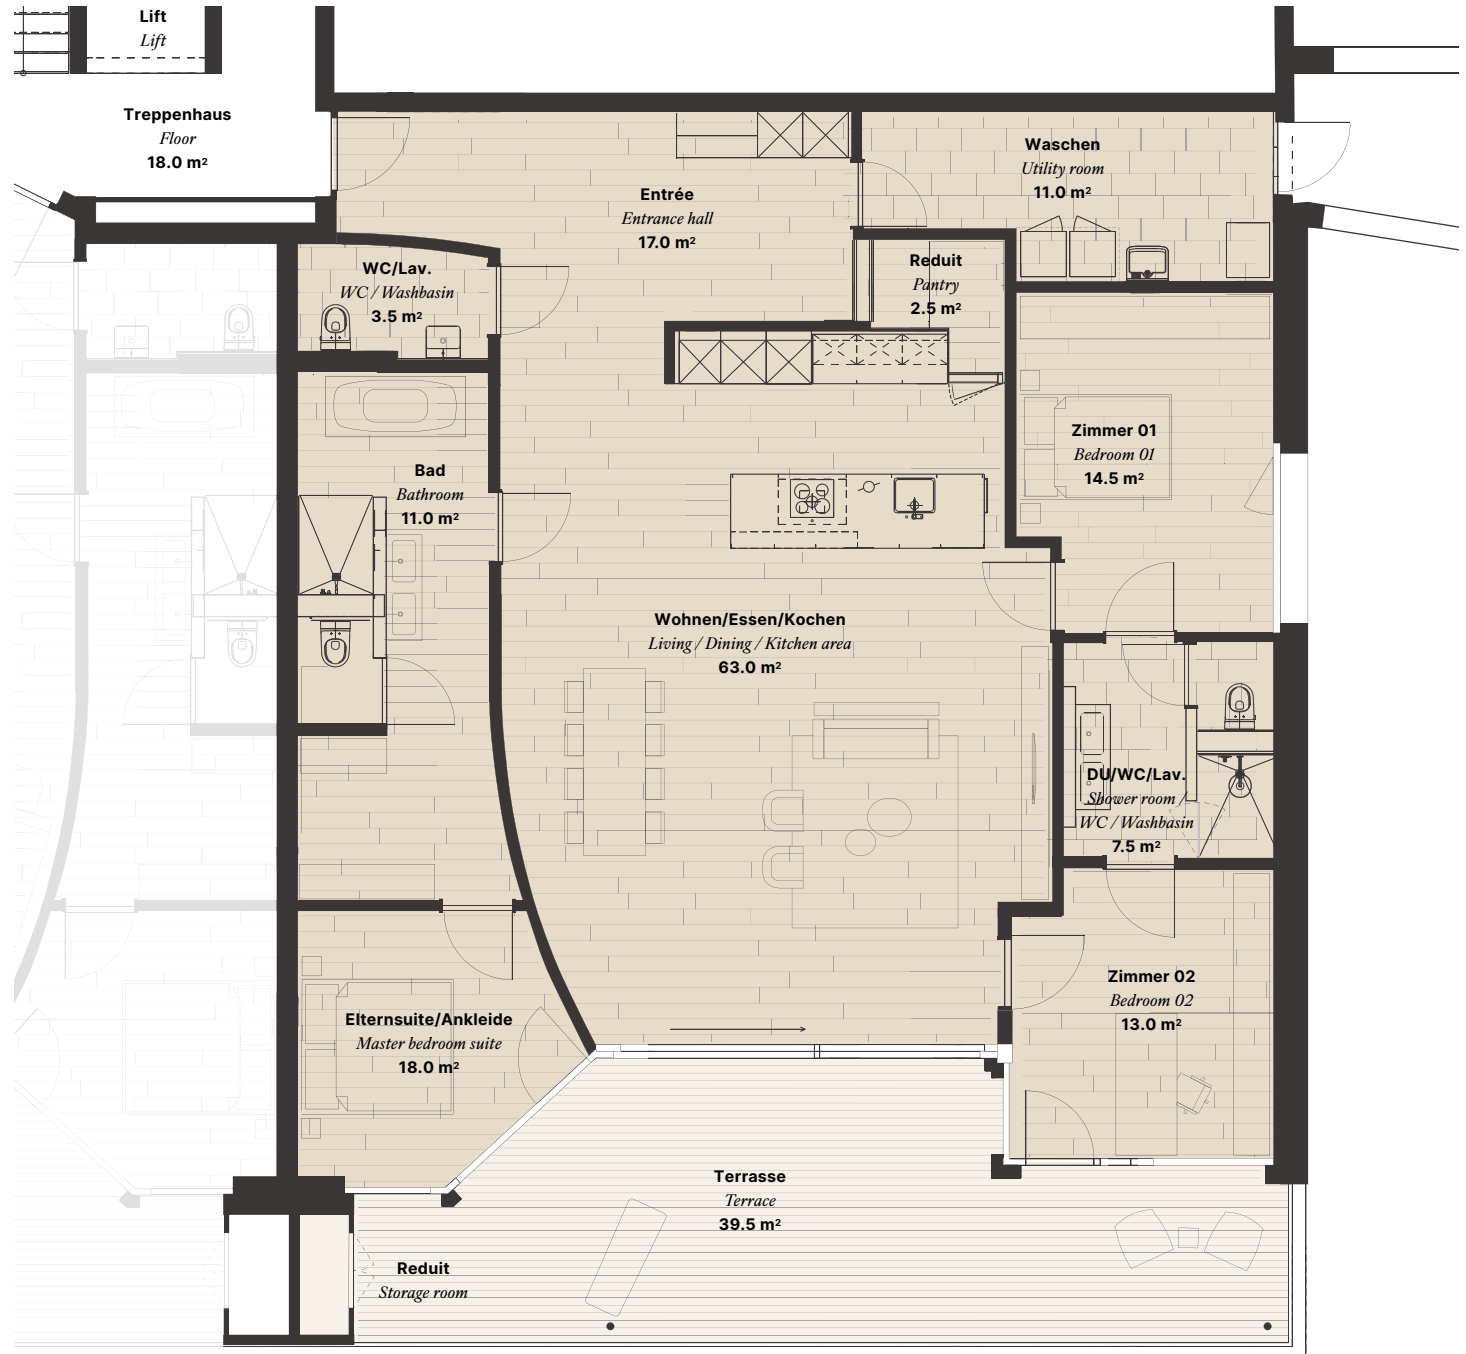 Lift
Lift
Treppenhaus
Floor
18.0 m²
Entrée
Entrance hall
17.0 m²
Waschen
Utility room
11.0 m²
WC/Lav.
WC / Washbasin
3.5 m²
Reduit
Pantry
2.5 m²
Bad
Bathroom
11.0 m²
Zimmer 01
Bedroom 01
14.5 m²
Wohnen/Essen/Kochen
Living / Dining / Kitchen area
63.0 m²
DU/WC/Lav.
Shower room /
WC / Washbasin
7.5 m²
Elternsuite/Ankleide
Master bedroom suite
18.0 m²
Zimmer 02
Bedroom 02
13.0 m²
Terrasse
Terrace
39.5 m²
Reduit
Storage room